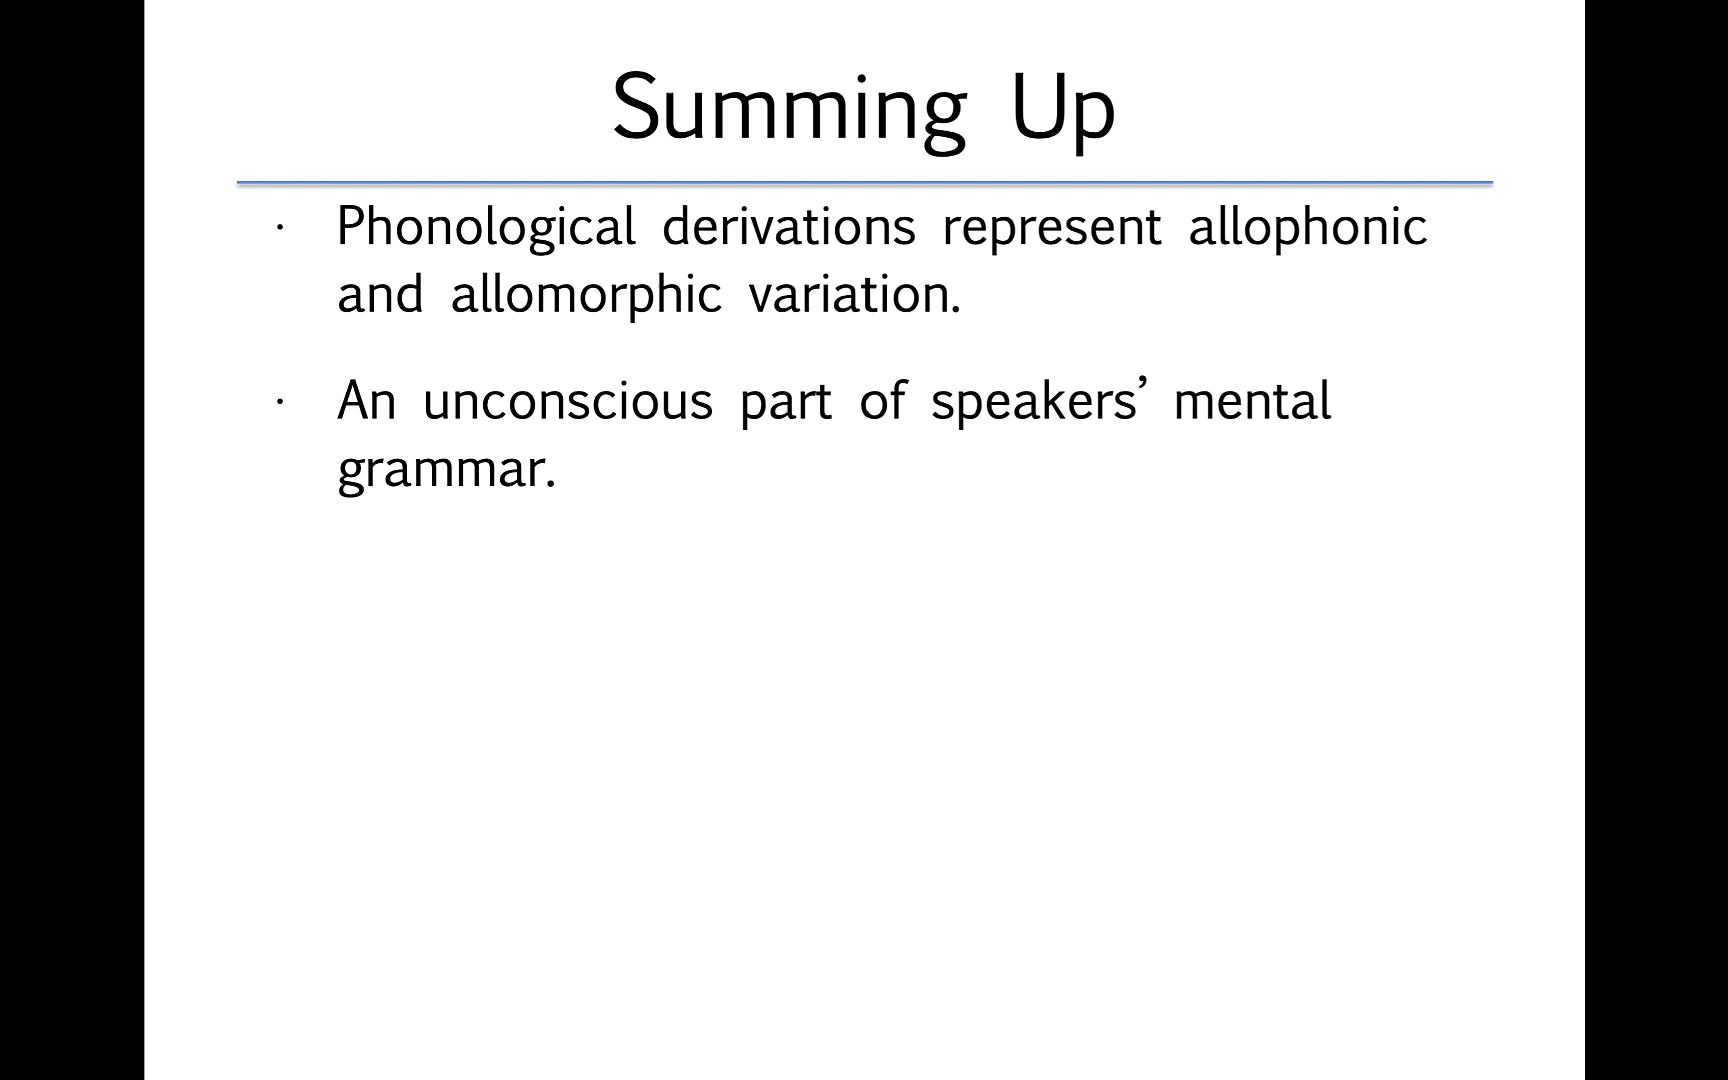 Summing Up
· Phonological derivations represent allophonic
and allomorphic variation.
· An unconscious part of speakers’ mental
grammar.